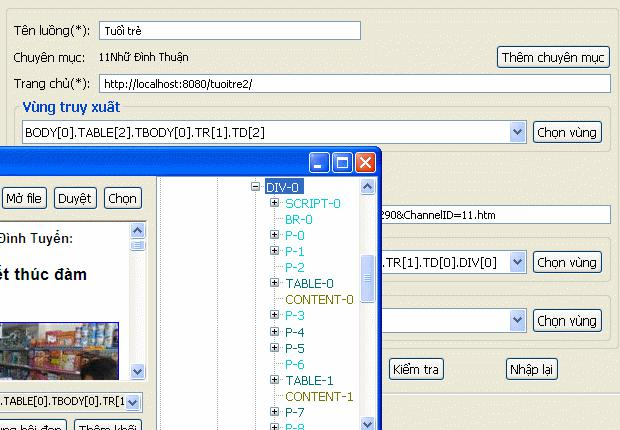 Tên luồng(*): Tuổi trẻ
Chuyên mục: 11Nhữ Đình Thuận Thêm chuyên mục
Trang chủ(*): http://localhost:8080/tuoitre2/
Vùng truy xuất
BODY[0].TABLE[2].TBODY[0].TR[1].TD[2] Chọn vùng
Mở file Duyệt Chọn
Đình Tuyển:
ết thúc đàm
DIV-0
SCRIPT-0
BR-0
P-0
P-1
P-2
TABLE-0
CONTENT-0
P-3
P-4
P-5
P-6
TABLE-1
CONTENT-1
P-7
P-8
290&ChannelID=11.htm
.TR[1].TD[0].DIV[0] Chọn vùng
Chọn vùng
Kiểm tra Nhập lại
.TABLE[0].TBODY[0].TR[1
Thêm khối